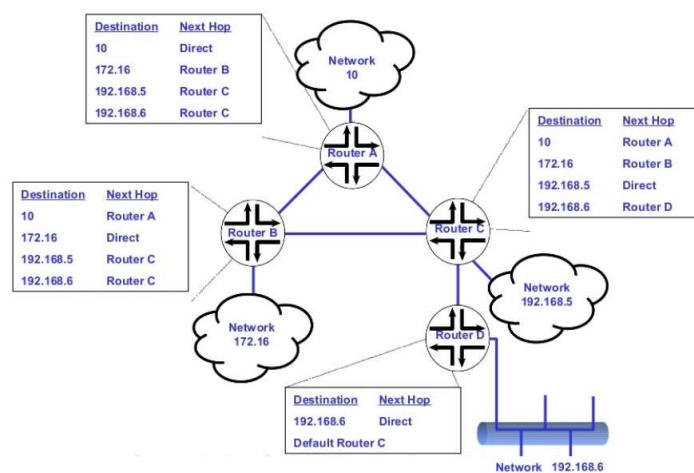 Destination Next Hop
10 Direct
172.16 Router B
192.168.5 Router C
192.168.6 Router C
Network
10
Router A
Destination Next Hop
10 Router A
172.16 Router B
192.168.5 Direct
192.168.6 Router D
Destination Next Hop
10 Router A
172.16 Direct
192.168.5 Router C
192.168.6 Router C
Router B
Router C
Network
192.168.5
Network
172.16
Router D
Destination Next Hop
192.168.6 Direct
Default Router C
Network 192.168.6